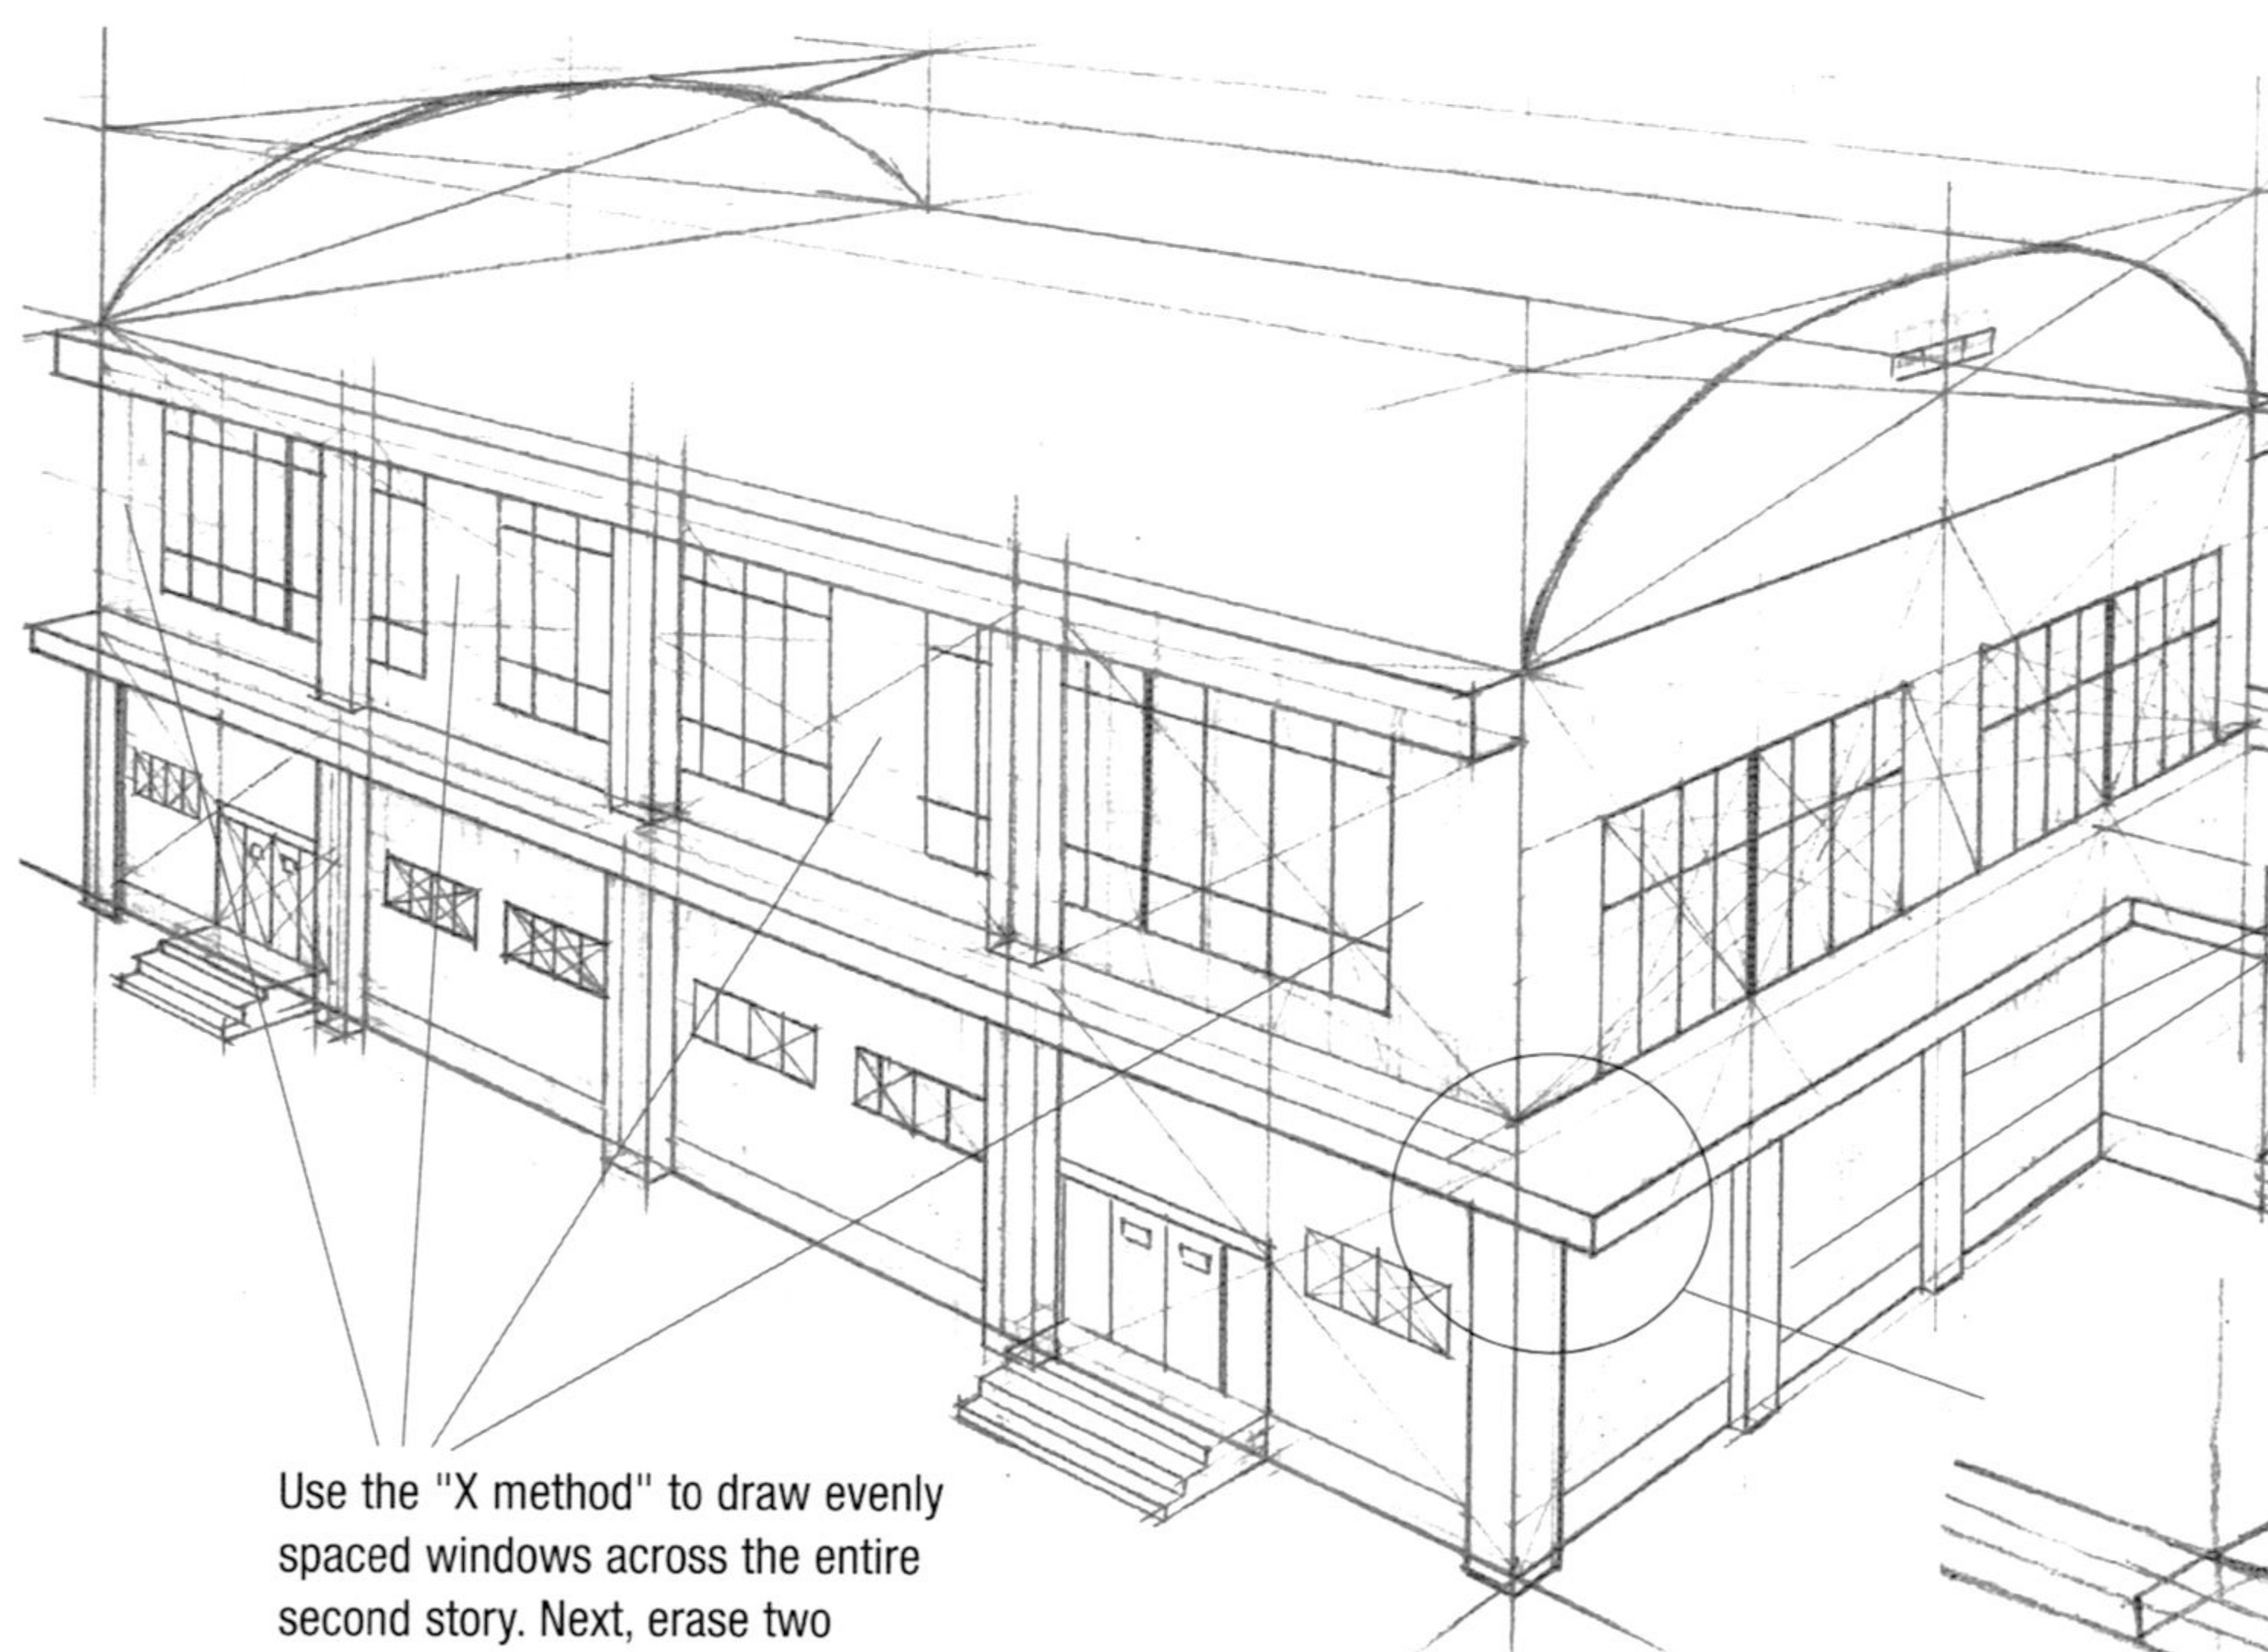 Use the "X method" to draw evenly
spaced windows across the entire
second story. Next, erase two